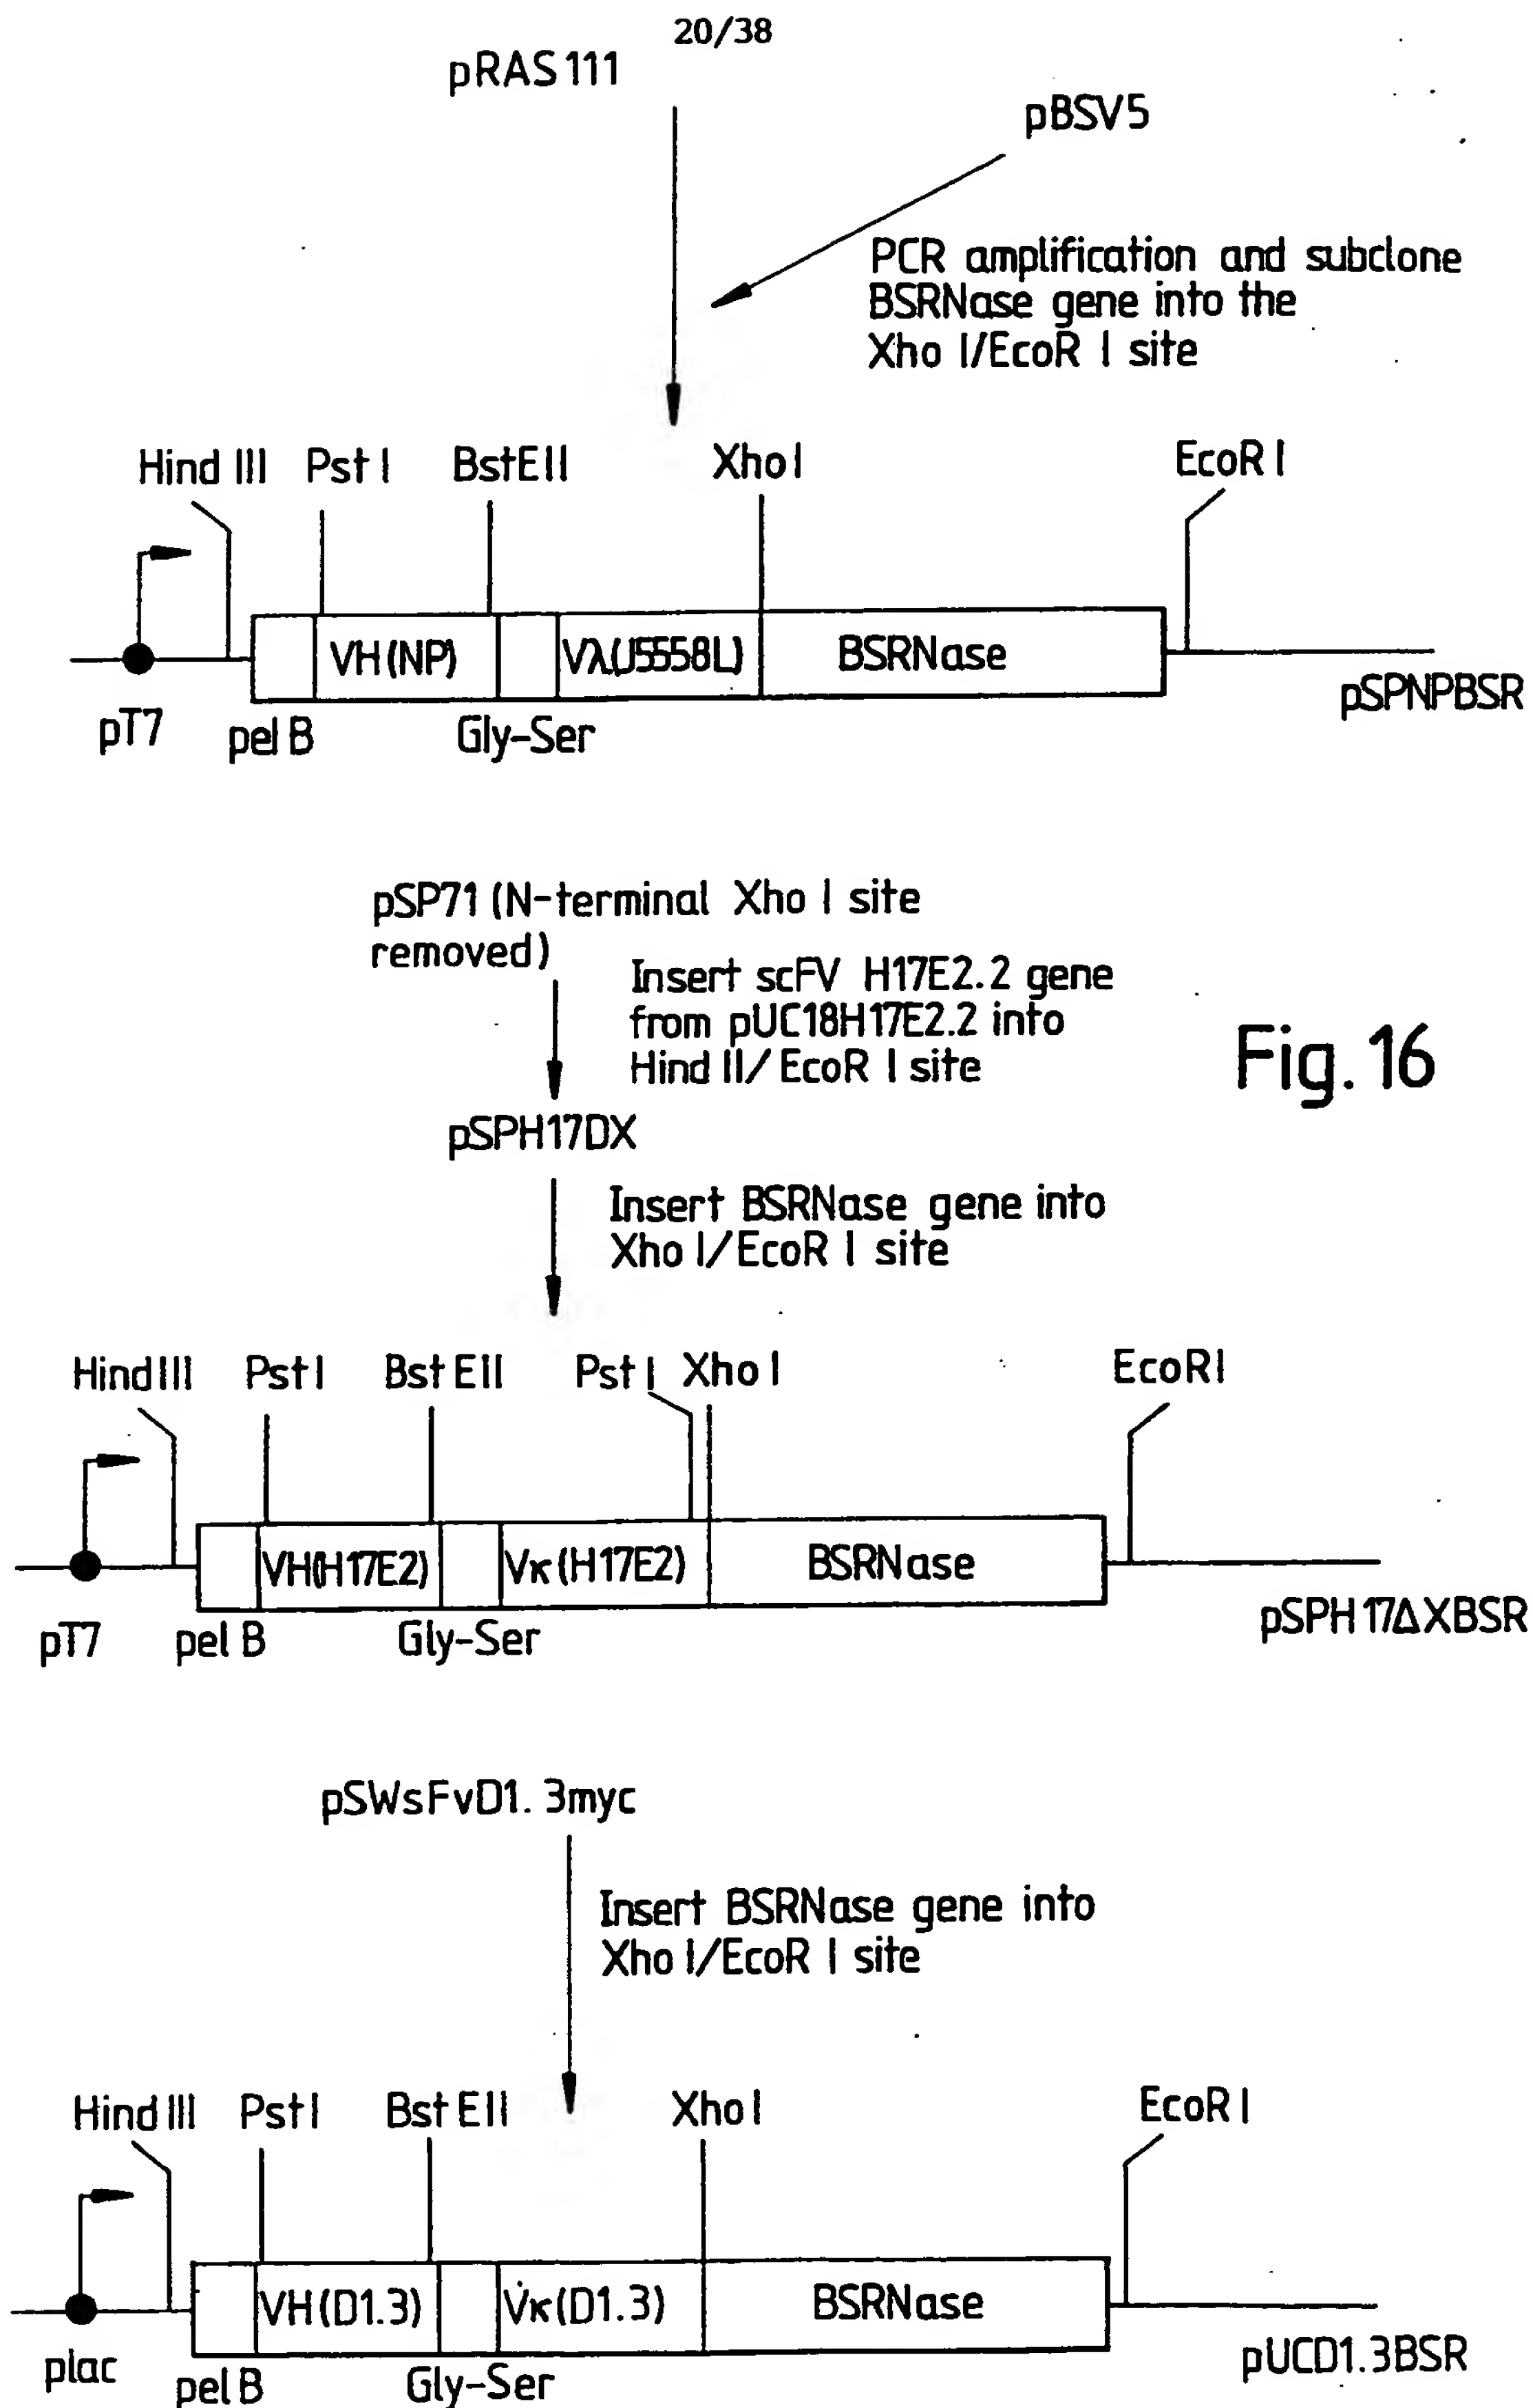 20/38
pRAS111
pBSV5
PCR amplification and subclone
BSRNase gene into the
Xho I/EcoR I site
Hind III Pst I BstEII Xho I EcoR I
VH(NP) Vλ(J5558L) BSRNase
pT7 pel B Gly-Ser pSPNPBSR
pSP71 (N-terminal Xho I site
removed)
Insert scFV H17E2.2 gene
from pUC18H17E2.2 into
Hind II/EcoR I site
Fig. 16
pSPH17DX
Insert BSRNase gene into
Xho I/EcoR I site
Hind III Pst I Bst EII Pst I Xho I EcoRI
VH(H17E2) Vκ(H17E2) BSRNase
pT7 pel B Gly-Ser pSPH17ΔXBSR
pSWsFvD1.3myc
Insert BSRNase gene into
Xho I/EcoR I site
Hind III Pst I Bst EII Xho I EcoR I
VH(D1.3) Vκ(D1.3) BSRNase
plac pel B Gly-Ser pUCD1.3BSR